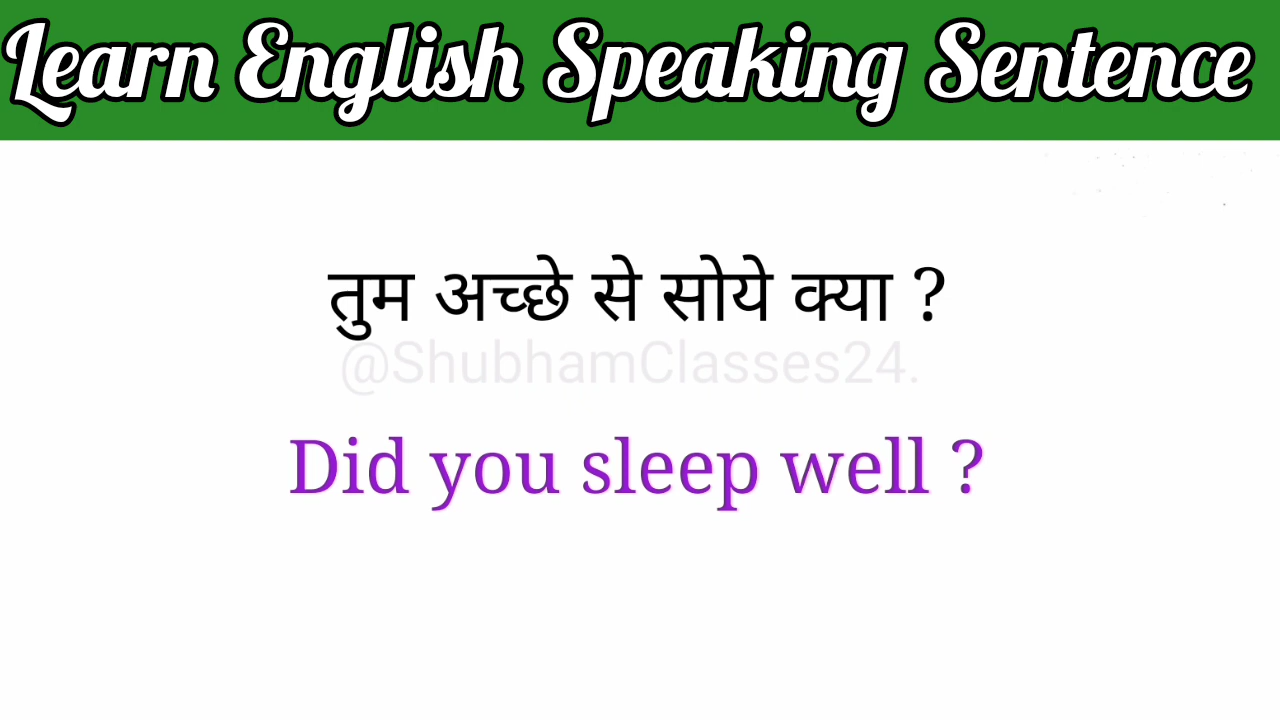 Learn English Speaking Sentence
तुम अच्छे से सोये क्या ?
@ShubhamClasses24.
Did you sleep well ?